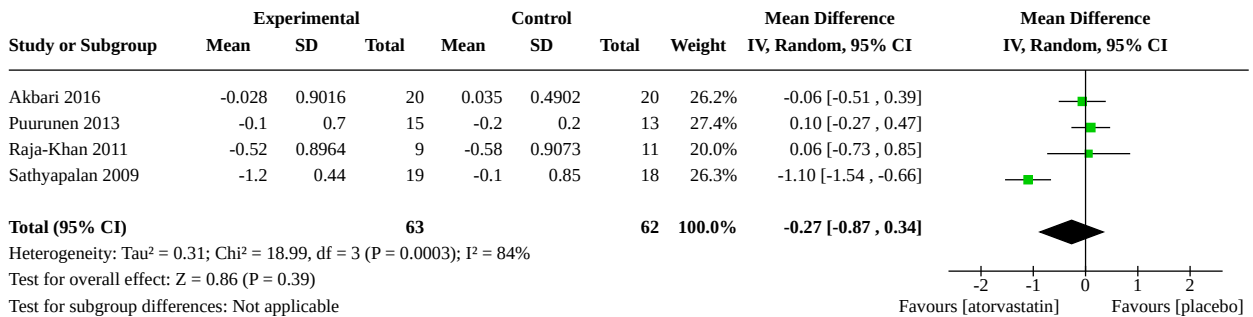 Experimental Control Mean Difference Mean Difference
Study or Subgroup Mean SD Total Mean SD Total Weight IV, Random, 95% CI IV, Random, 95% CI
Akbari 2016 -0.028 0.9016 20 0.035 0.4902 20 26.2% -0.06 [-0.51 , 0.39]
Puurunen 2013 -0.1 0.7 15 -0.2 0.2 13 27.4% 0.10 [-0.27 , 0.47]
Raja-Khan 2011 -0.52 0.8964 9 -0.58 0.9073 11 20.0% 0.06 [-0.73 , 0.85]
Sathyapalan 2009 -1.2 0.44 19 -0.1 0.85 18 26.3% -1.10 [-1.54 , -0.66]
Total (95% CI) 63 62 100.0% -0.27 [-0.87 , 0.34]
Heterogeneity: Tau² = 0.31; Chi² = 18.99, df = 3 (P = 0.0003); I² = 84%
Test for overall effect: Z = 0.86 (P = 0.39)
Test for subgroup differences: Not applicable
-2 -1 0 1 2
Favours [atorvastatin] Favours [placebo]